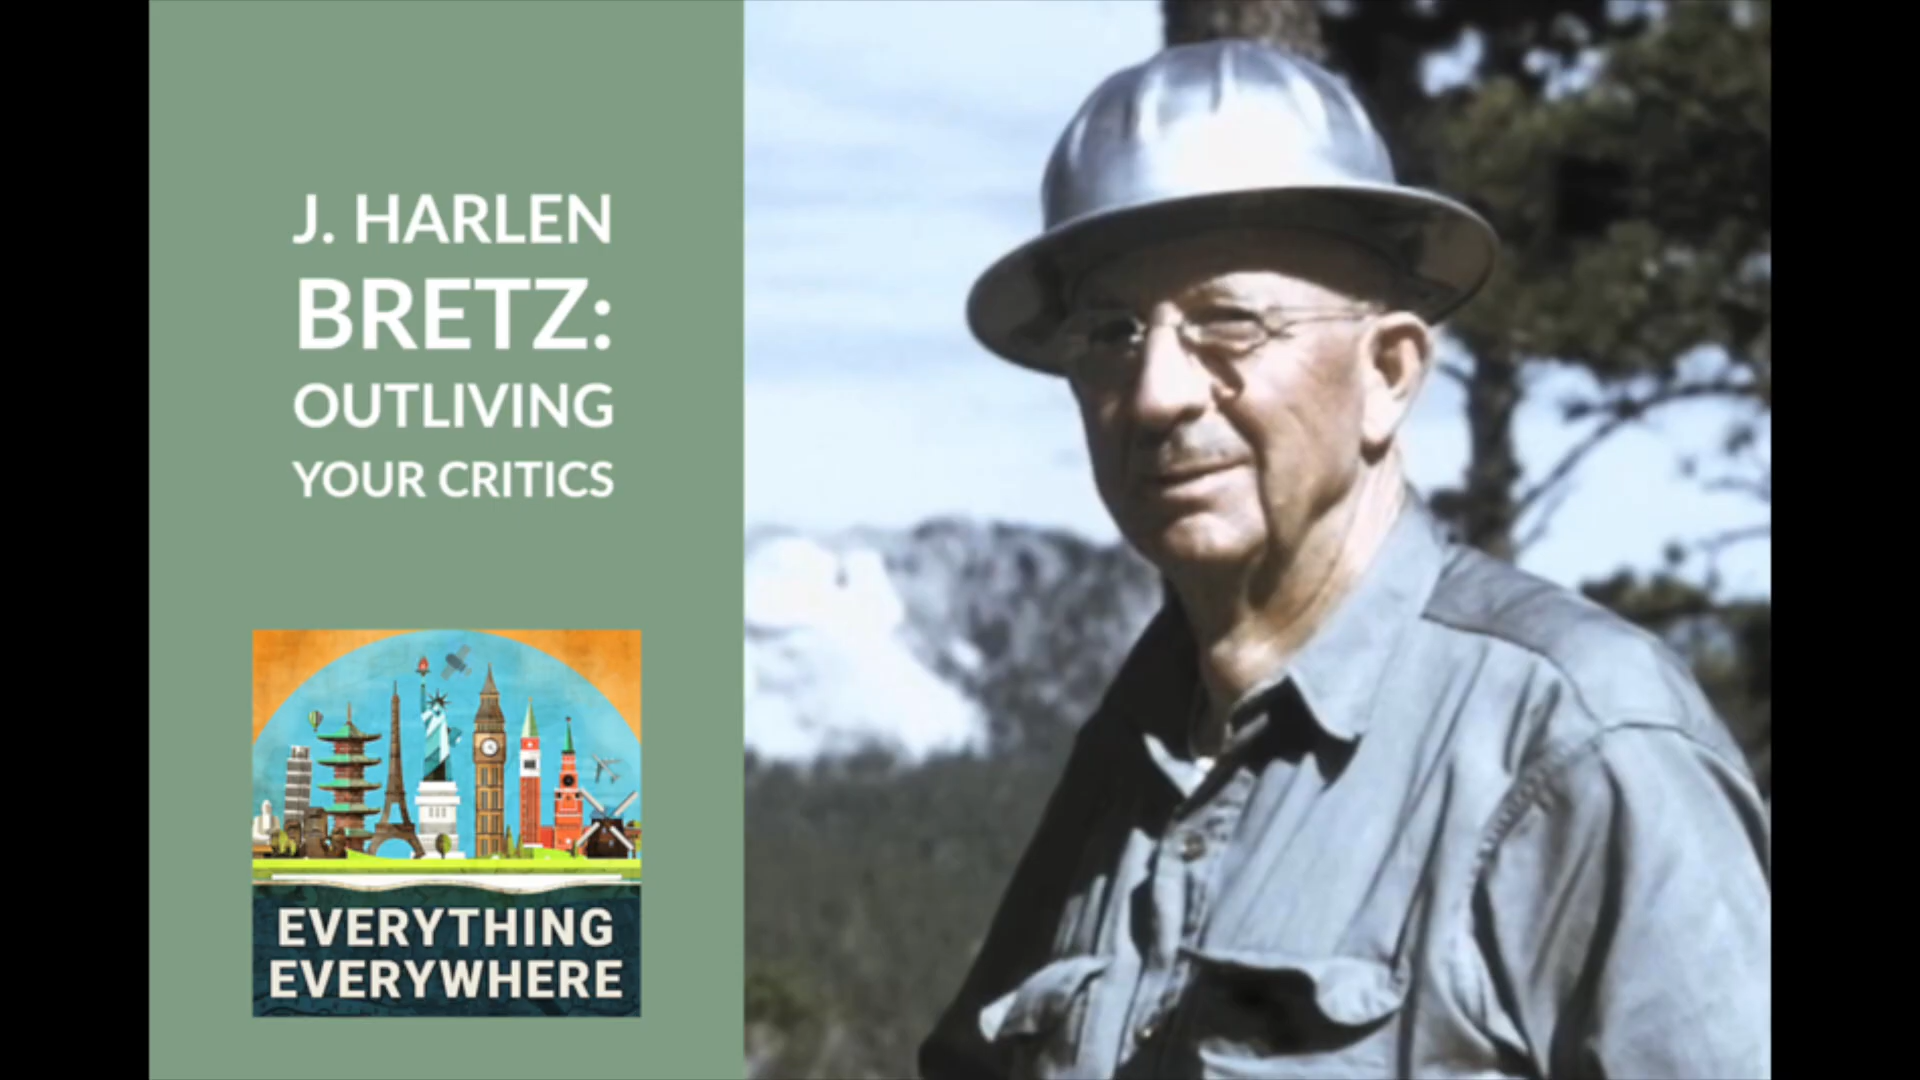 J. HARLEN
BRETZ:
OUTLIVING
YOUR CRITICS
EVERYTHING
EVERYWHERE